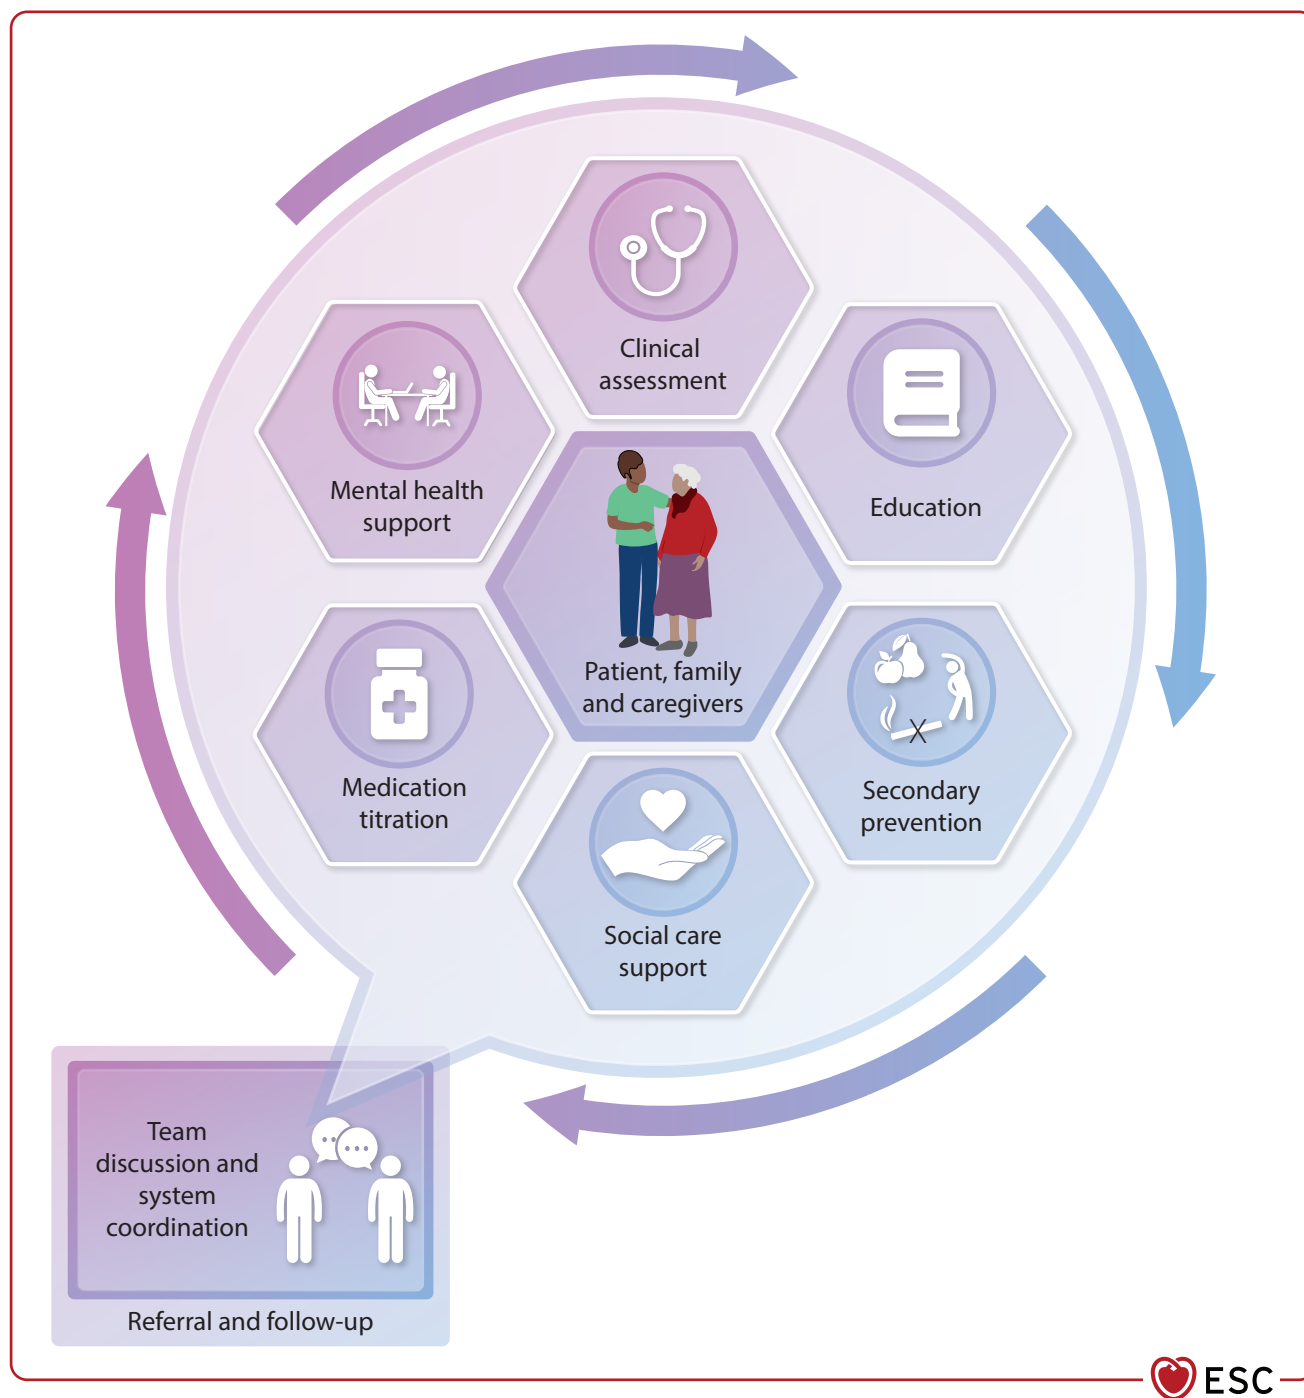 Clinical
assessment
Mental health
support
Education
Patient, family
and caregivers
Medication
titration
Secondary
prevention
Social care
support
Team
discussion and
system
coordination
Referral and follow-up
ESC